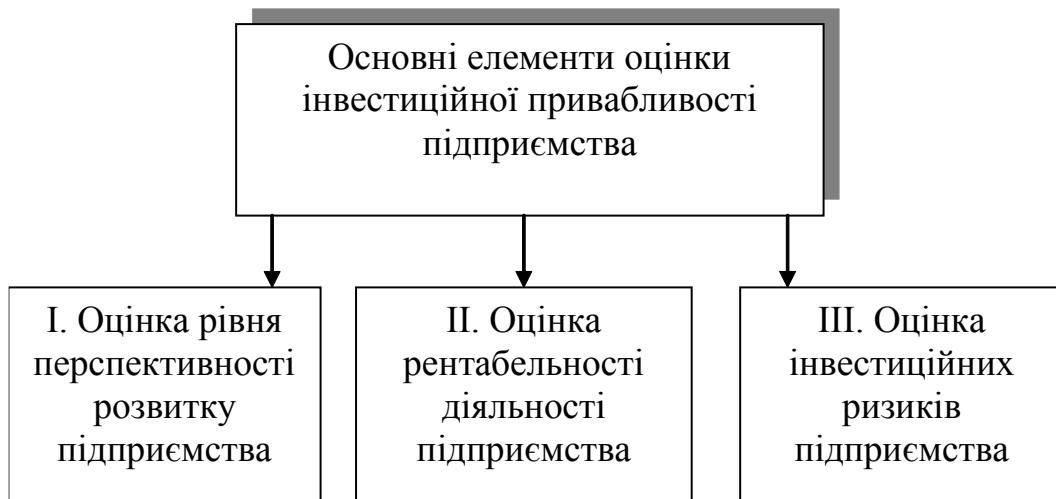 Основні елементи оцінки
інвестиційної привабливості
підприємства
І. Оцінка рівня
перспективності
розвитку
підприємства
ІІ. Оцінка
рентабельності
діяльності
підприємства
ІІІ. Оцінка
інвестиційних
ризиків
підприємства